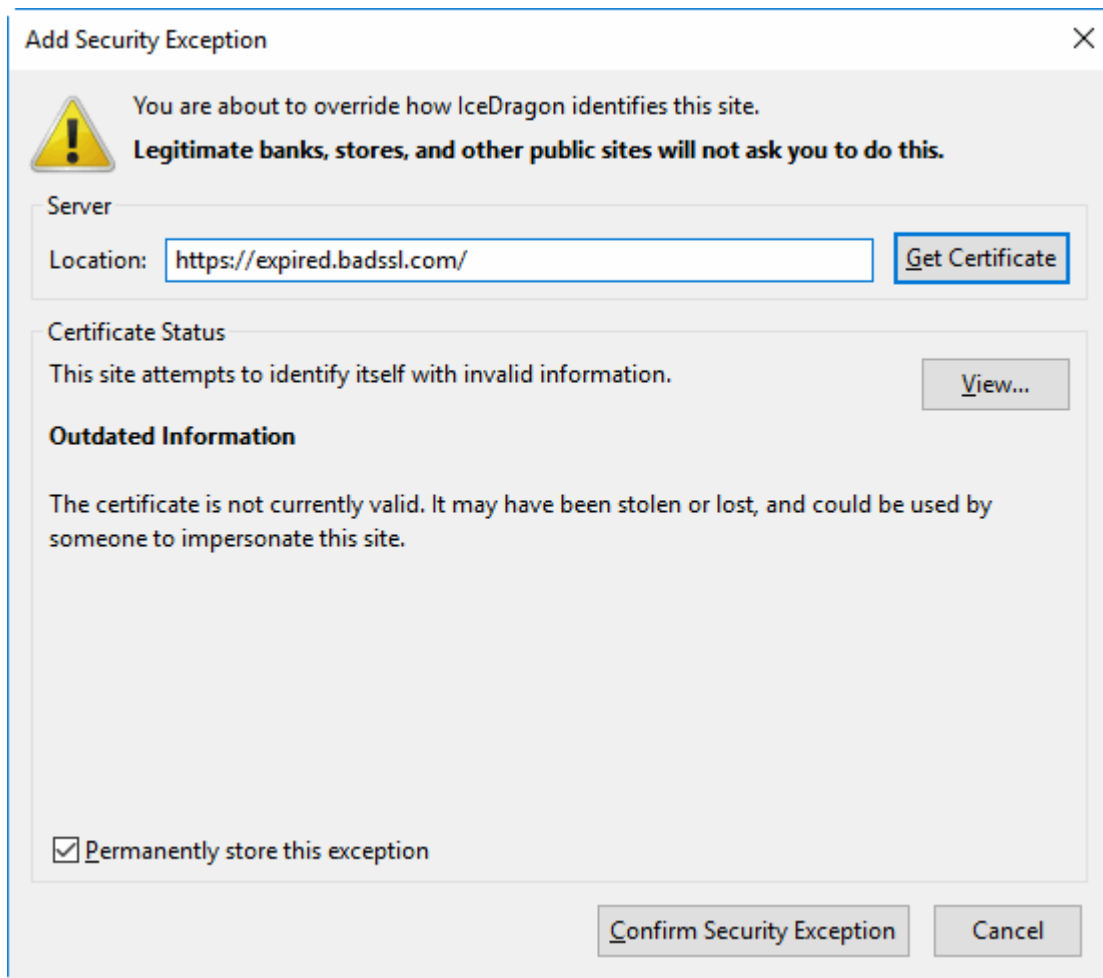 Add Security Exception
You are about to override how IceDragon identifies this site.
Legitimate banks, stores, and other public sites will not ask you to do this.
Server
Location: https://expired.badssl.com/ Get Certificate
Certificate Status
This site attempts to identify itself with invalid information.
View...
Outdated Information
The certificate is not currently valid. It may have been stolen or lost, and could be used by
someone to impersonate this site.
Permanently store this exception
Confirm Security Exception Cancel